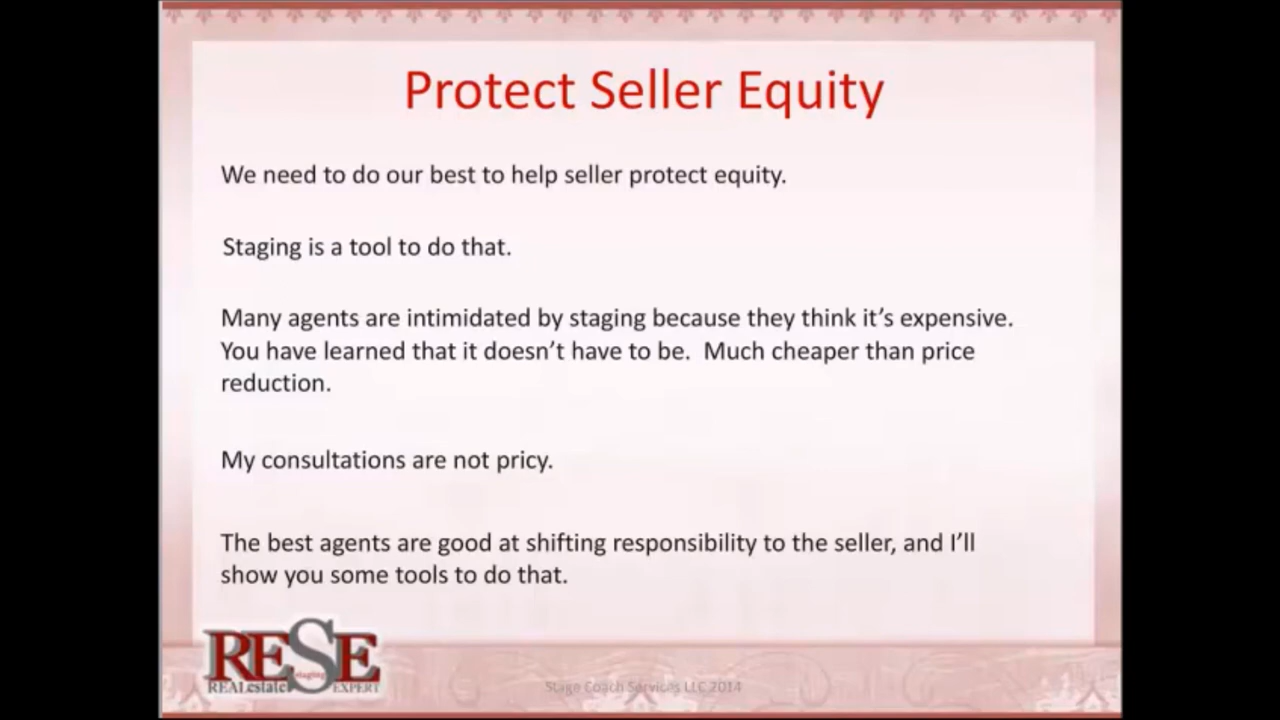 Protect Seller Equity
We need to do our best to help seller protect equity.
Staging is a tool to do that.
Many agents are intimidated by staging because they think it’s expensive.
You have learned that it doesn’t have to be.  Much cheaper than price
reduction.
My consultations are not pricy.
The best agents are good at shifting responsibility to the seller, and I’ll
show you some tools to do that.
RESE
staging
REALestate EXPERT
Stage Coach Services LLC 2014